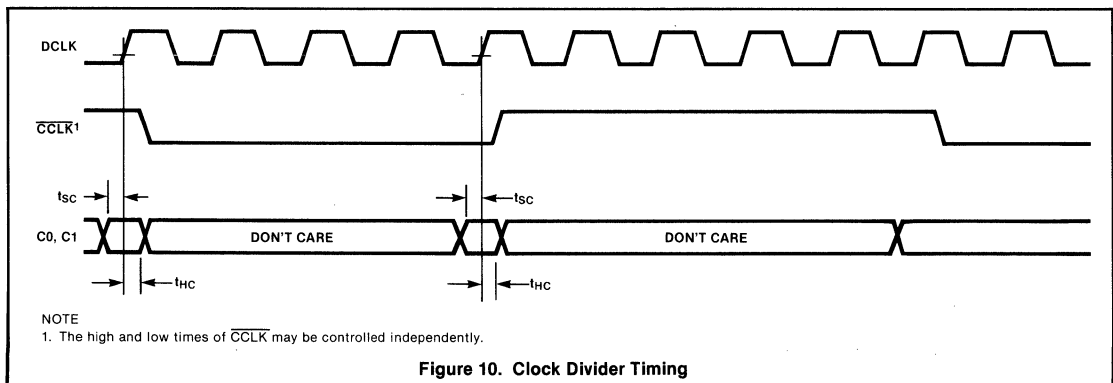 DCLK
CCLK1
tSC
tSC
C0, C1
DON'T CARE
DON'T CARE
tHC
tHC
NOTE
1. The high and low times of CCLK may be controlled independently.
Figure 10. Clock Divider Timing